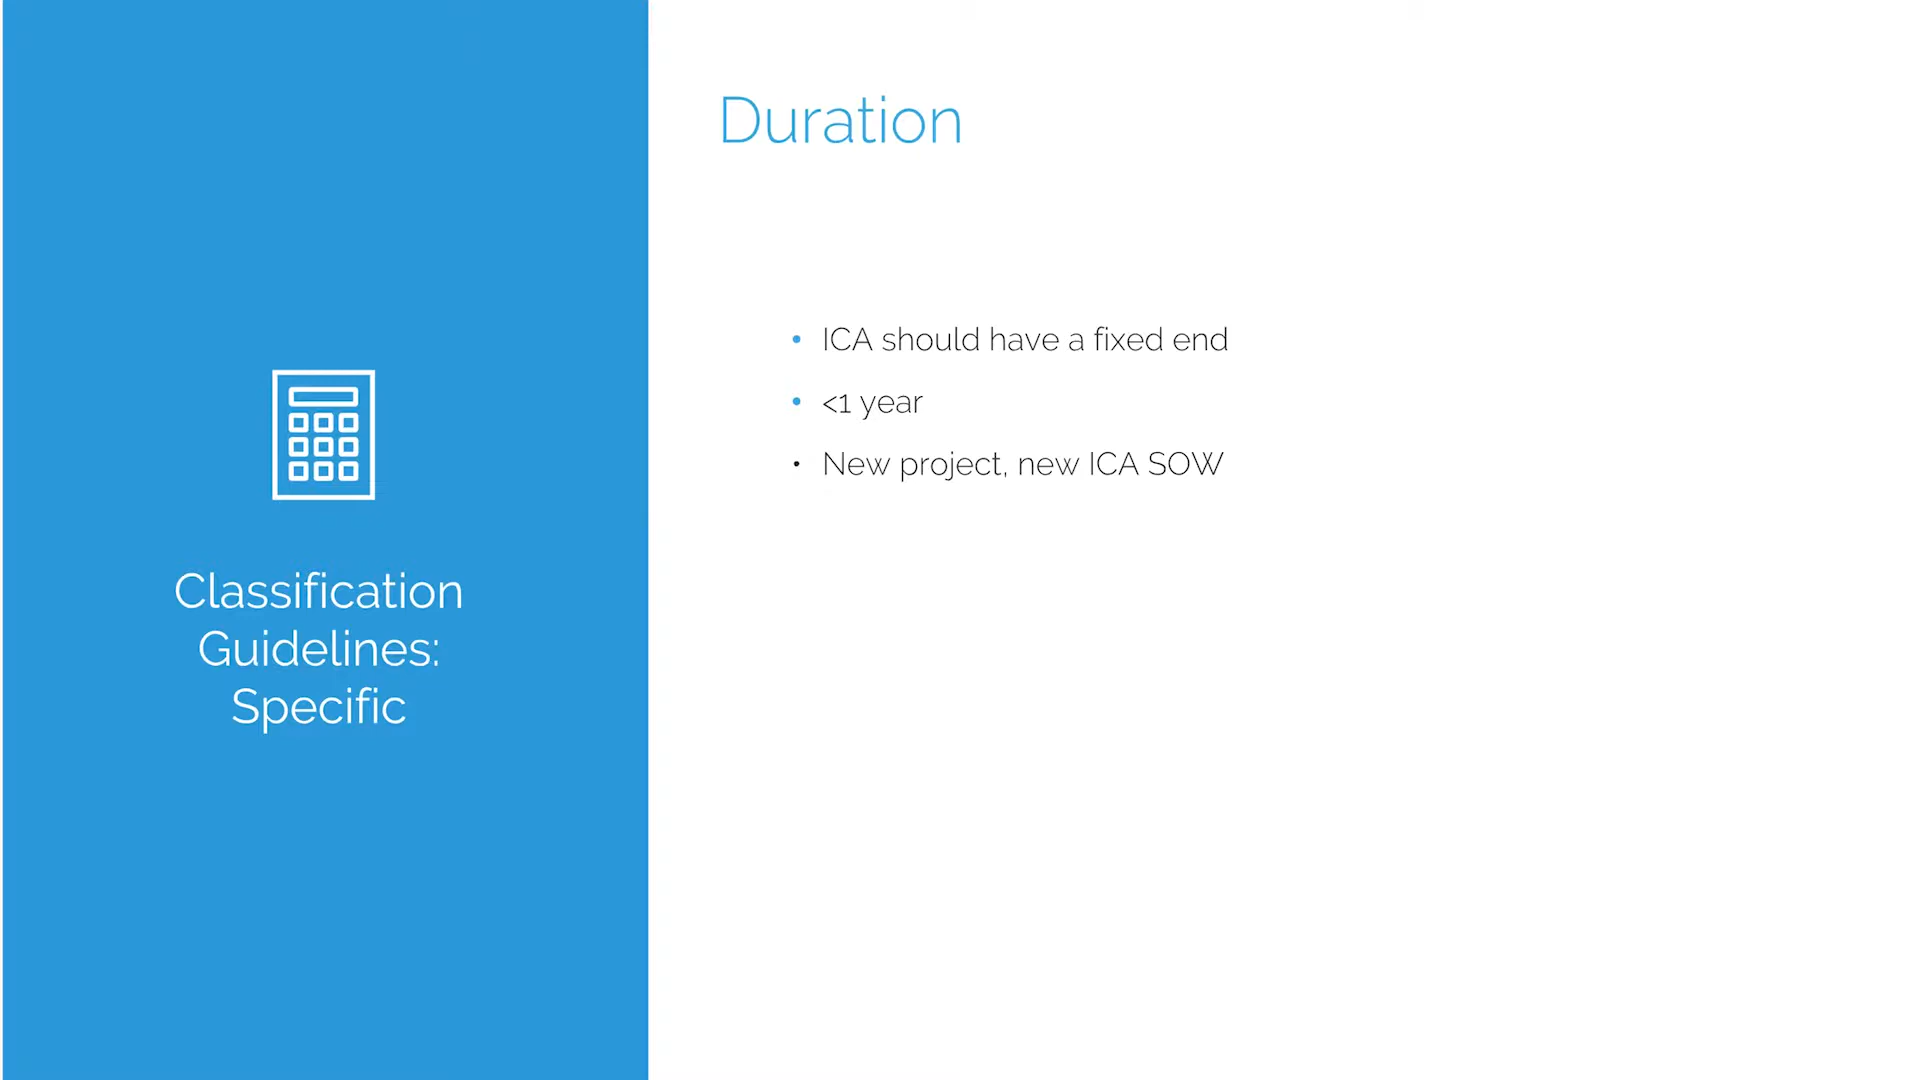 Classification
Guidelines:
Specific
Duration
• ICA should have a fixed end
• <1 year
• New project, new ICA SOW